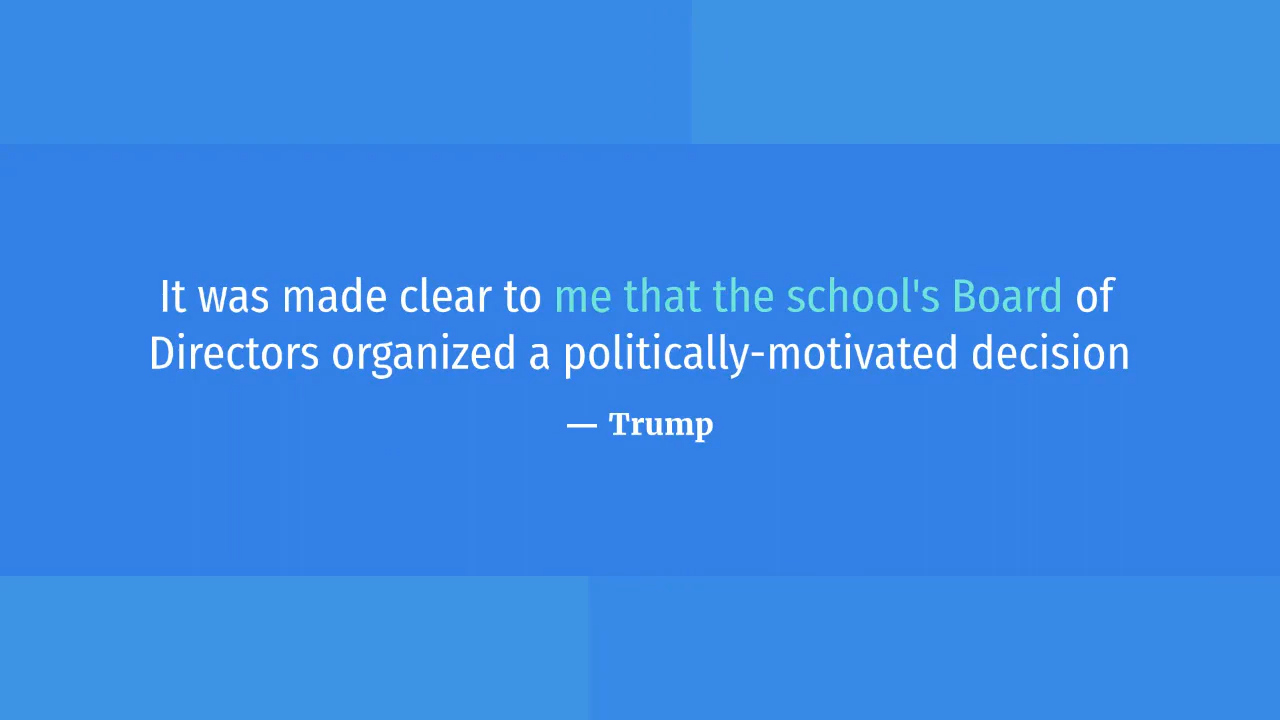 It was made clear to me that the school's Board of
Directors organized a politically-motivated decision
— Trump